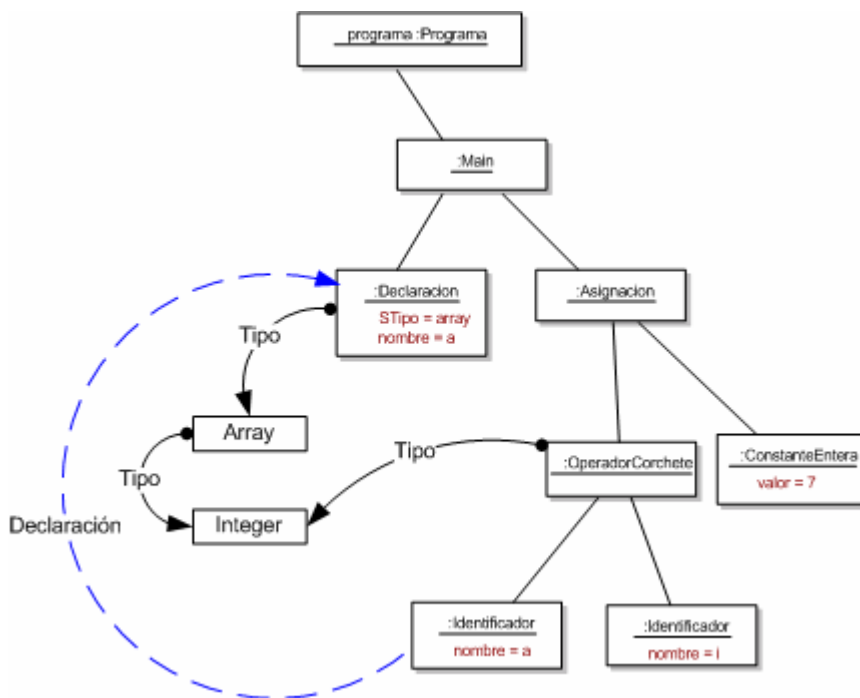 programa :Programa
:Main
:Declaracion
STipo = array
nombre = a
:Asignacion
Tipo
Array
Tipo
Tipo
:OperadorCorchete
:ConstanteEntera
valor = 7
Declaración
Integer
:Identificador
nombre = a
:Identificador
nombre = i